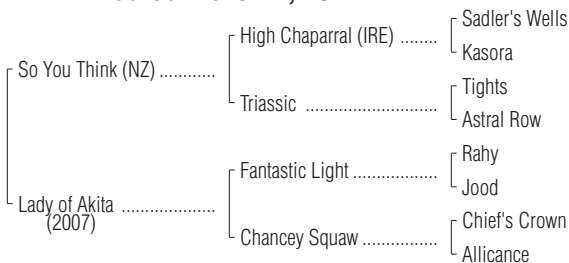 Sadler's Wells
High Chaparral (IRE) ........
Kasora
So You Think (NZ) ............
Tights
Triassic ............................
Astral Row
Rahy
Fantastic Light ..................
Jood
Lady of Akita ....................
(2007)
Chief's Crown
Chancey Squaw ................
Allicance